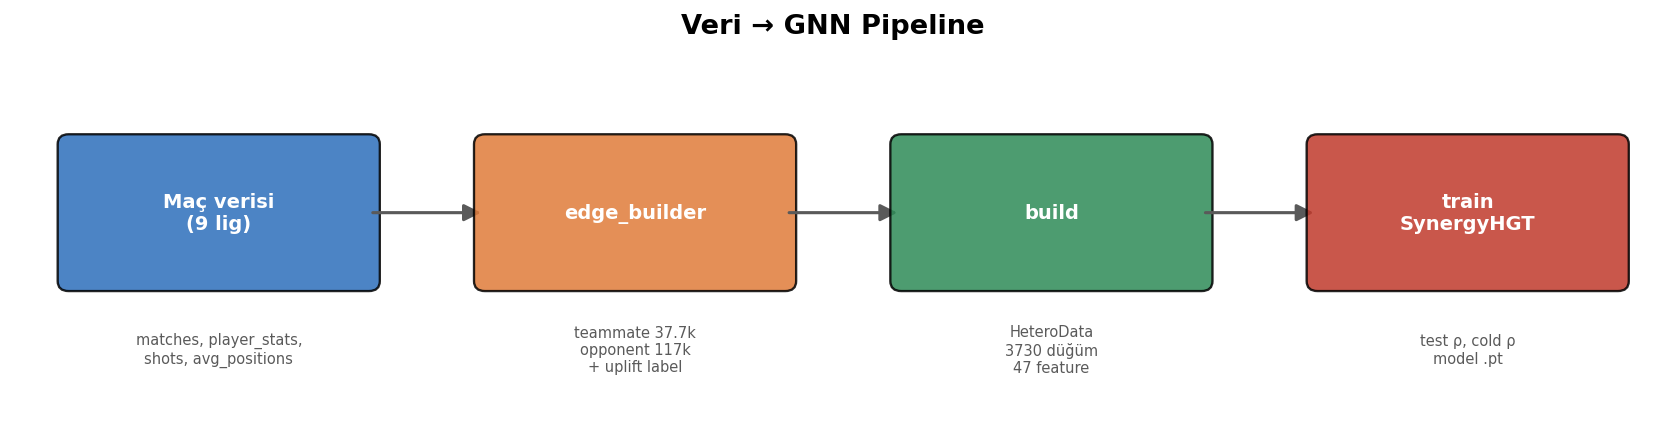 Veri → GNN Pipeline
Maç verisi
(9 lig)
edge_builder
build
train
SynergyHGT
matches, player_stats,
shots, avg_positions
teammate 37.7k
opponent 117k
+ uplift label
HeteroData
3730 düğüm
47 feature
test ρ, cold ρ
model .pt